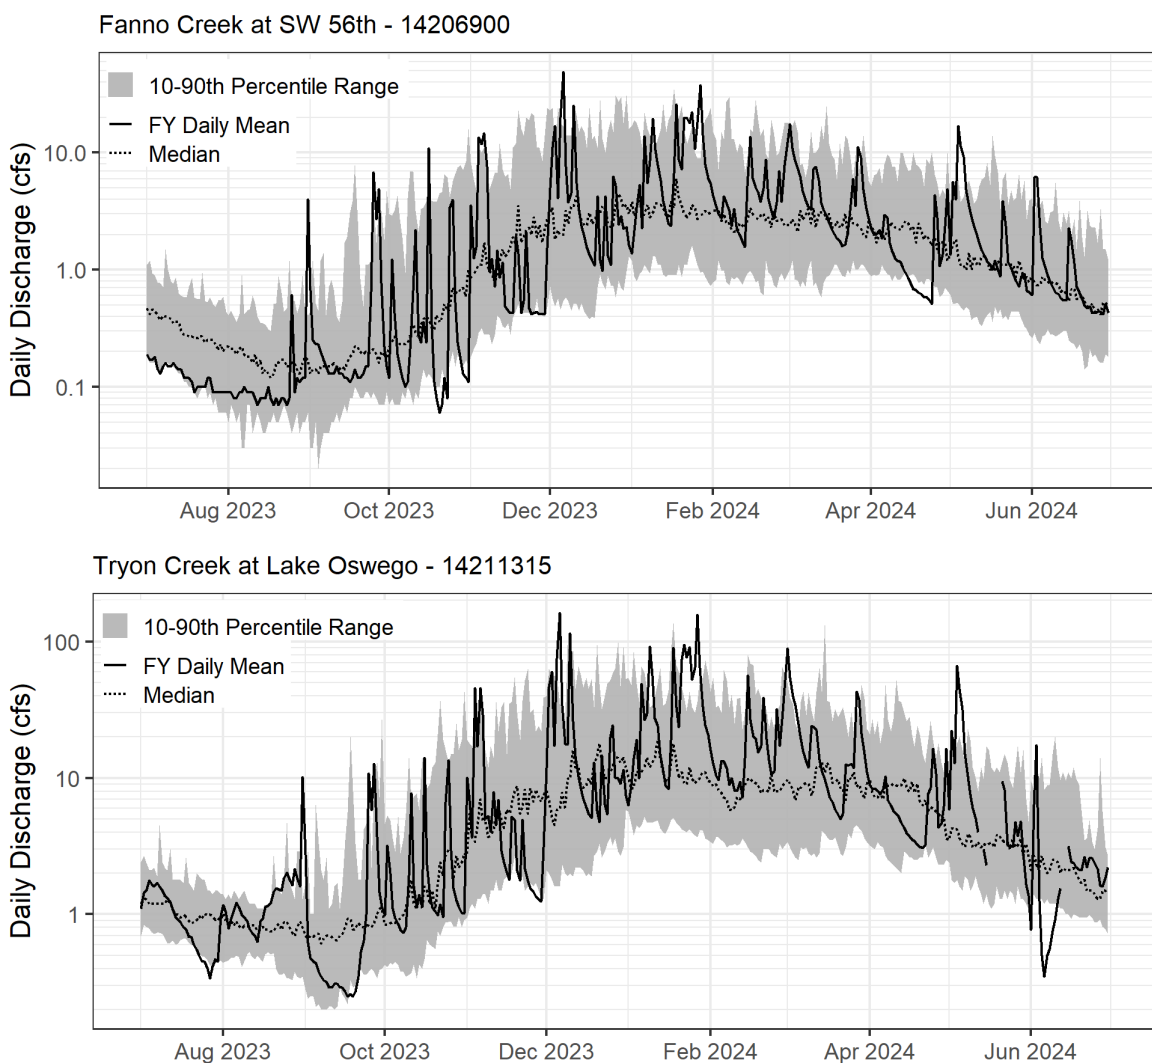 Fanno Creek at SW 56th - 14206900
10-90th Percentile Range
FY Daily Mean
Median
Daily Discharge (cfs)
10.0
1.0
0.1
Aug 2023 Oct 2023 Dec 2023 Feb 2024 Apr 2024 Jun 2024
Tryon Creek at Lake Oswego - 14211315
10-90th Percentile Range
FY Daily Mean
Median
Daily Discharge (cfs)
100
10
1
Aug 2023 Oct 2023 Dec 2023 Feb 2024 Apr 2024 Jun 2024